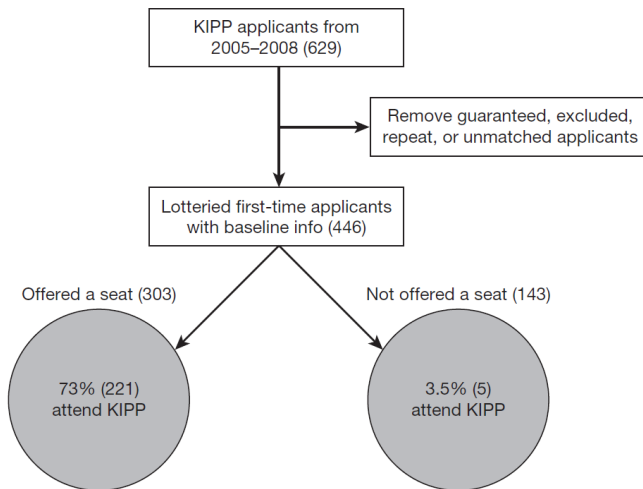 KIPP applicants from
2005–2008 (629)
Remove guaranteed, excluded,
repeat, or unmatched applicants
Lotteried first-time applicants
with baseline info (446)
Offered a seat (303)
Not offered a seat (143)
73% (221)
attend KIPP
3.5% (5)
attend KIPP